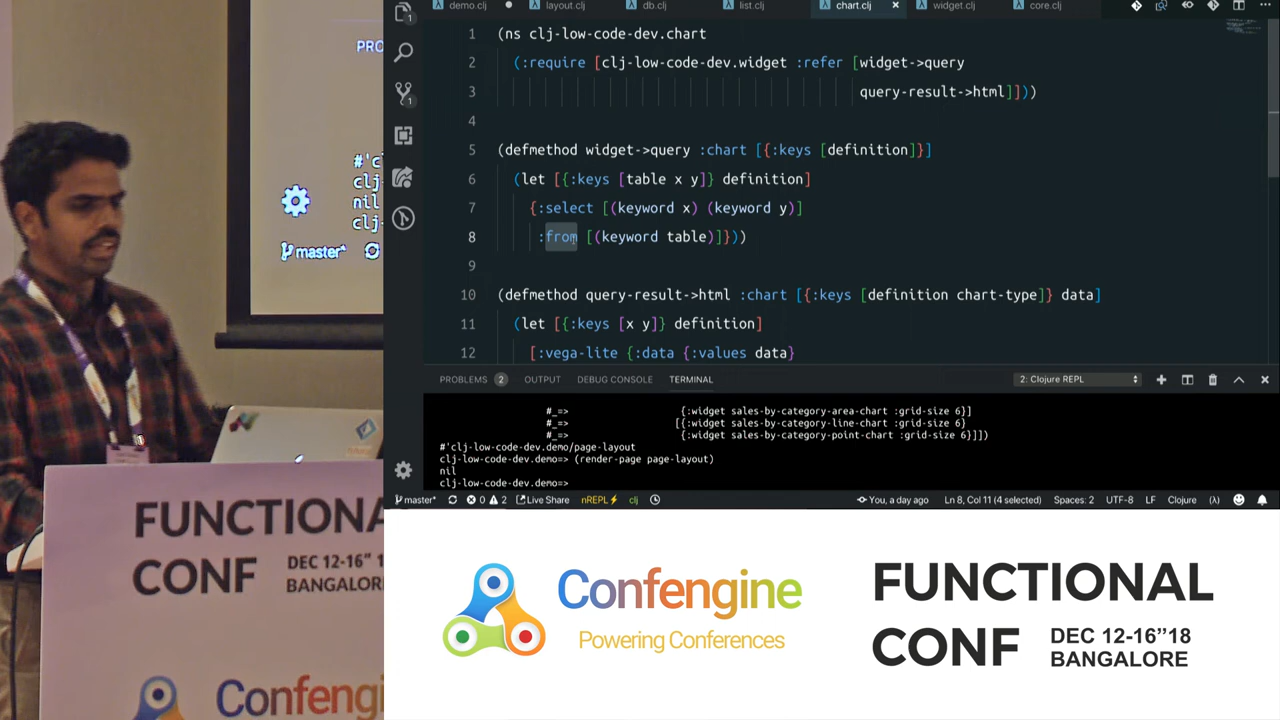 PRO
#'c
clj-
nil
clj-
master*
FUNCTIONA
CONF
DEC 12-16" 1
BANGALORE
Confengine
demo.clj
layout.clj
db.clj
list.clj
chart.clj
widget.clj
core.clj
1 (ns clj-low-code-dev.chart
2 (:require [clj-low-code-dev.widget :refer [widget->query
3 query-result->html]]))
4
5 (defmethod widget->query :chart [{:keys [definition]}]
6 (let [{:keys [table x y]} definition]
7 {:select [(keyword x) (keyword y)]
8 :from [(keyword table)]}))
9
10 (defmethod query-result->html :chart [{:keys [definition chart-type]} data]
11 (let [{:keys [x y]} definition]
12 [:vega-lite {:data {:values data}
PROBLEMS 2 OUTPUT DEBUG CONSOLE TERMINAL 2: Clojure REPL
#_=> {:widget sales-by-category-area-chart :grid-size 6}]
#_=> [{:widget sales-by-category-line-chart :grid-size 6}
#_=> {:widget sales-by-category-point-chart :grid-size 6}]])
#'clj-low-code-dev.demo/page-layout
clj-low-code-dev.demo=> (render-page page-layout)
nil
clj-low-code-dev.demo=>
master* 0 2 Live Share nREPL clj You, a day ago Ln 8, Col 11 (4 selected) Spaces: 2 UTF-8 LF Clojure (λ)
Confengine
Powering Conferences
FUNCTIONAL
CONF
DEC 12-16"18
BANGALORE